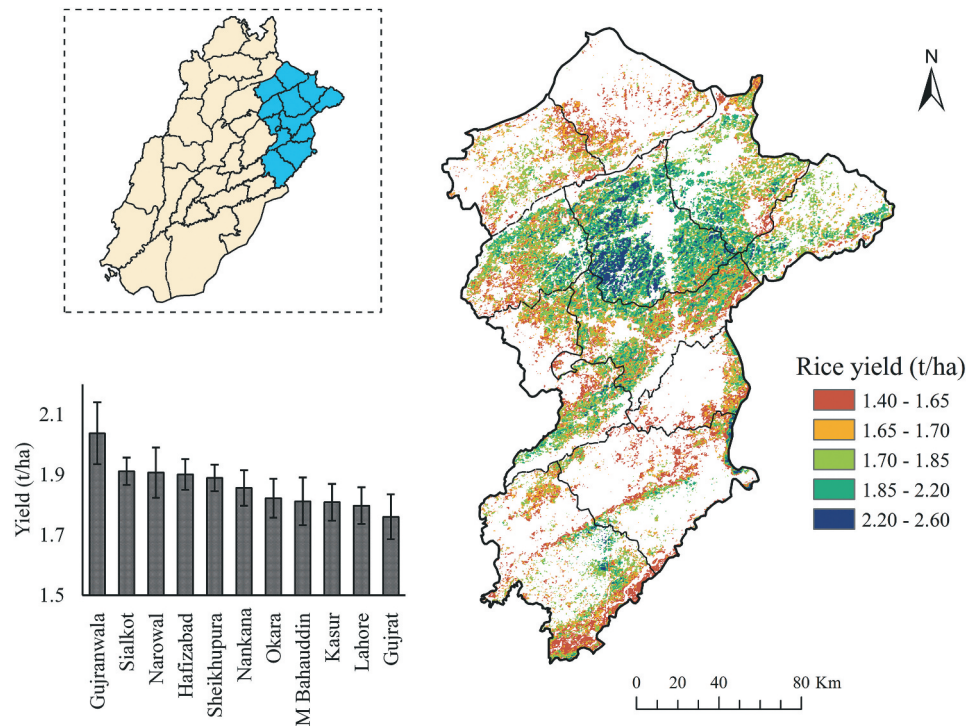 N
Rice yield (t/ha)
1.40 - 1.65
1.65 - 1.70
1.70 - 1.85
1.85 - 2.20
2.20 - 2.60
0 20 40 60 80 Km
Yield (t/ha)
2.1
1.9
1.7
1.5
Gujranwala
Sialkot
Narowal
Hafizabad
Sheikhupura
Nankana
Okara
M Bahauddin
Kasur
Lahore
Gujrat